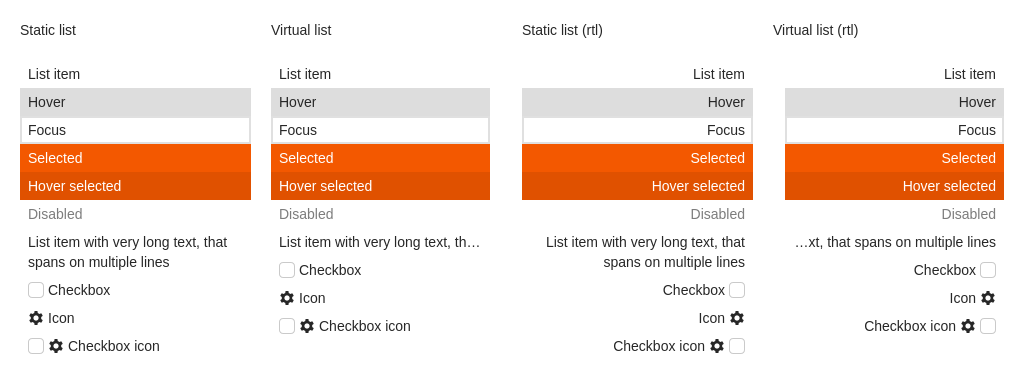 Static list
List item
Hover
Focus
Selected
Hover selected
Disabled
List item with very long text, that
spans on multiple lines
Checkbox
Icon
Checkbox icon
Virtual list
List item
Hover
Focus
Selected
Hover selected
Disabled
List item with very long text, th…
Checkbox
Icon
Checkbox icon
Static list (rtl)
List item
Hover
Focus
Selected
Hover selected
Disabled
List item with very long text, that
spans on multiple lines
Checkbox
Icon
Checkbox icon
Virtual list (rtl)
List item
Hover
Focus
Selected
Hover selected
Disabled
…xt, that spans on multiple lines
Checkbox
Icon
Checkbox icon